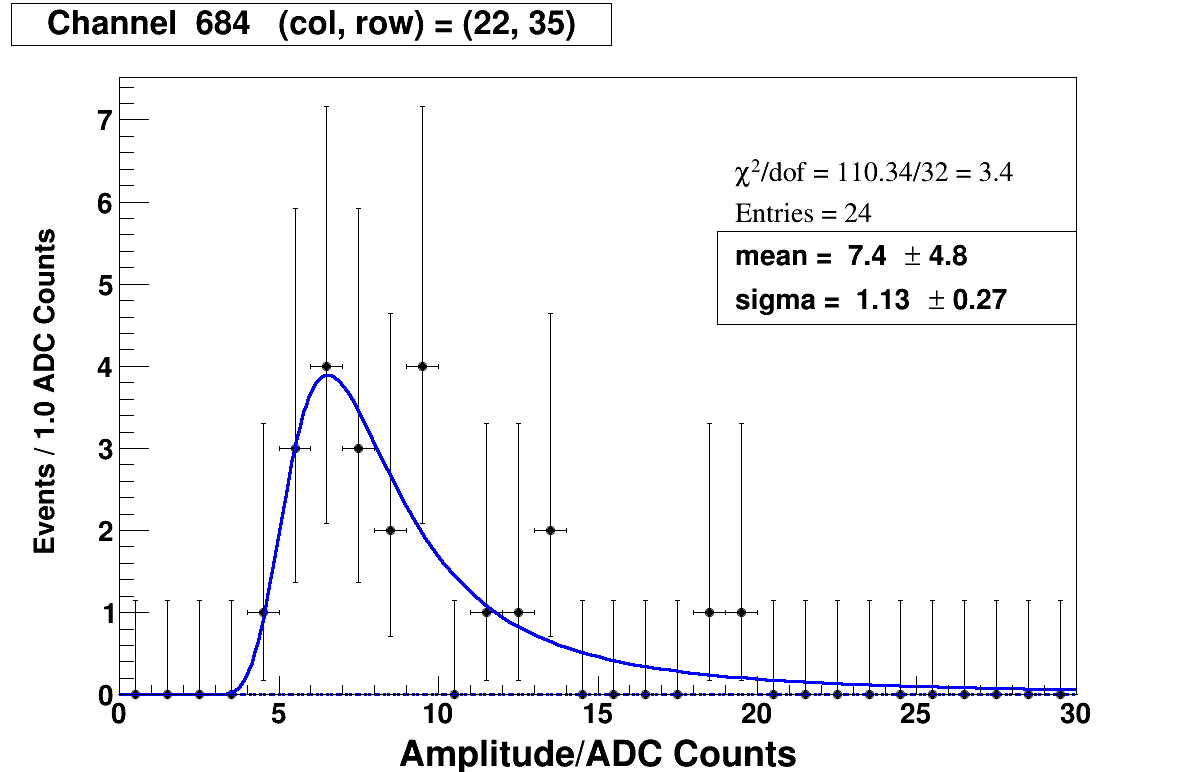 Channel 684 (col, row) = (22, 35)
7
6
5
4
3
2
1
0
Events / 1.0 ADC Counts
χ²/dof = 110.34/32 = 3.4
Entries = 24
mean = 7.4 ± 4.8
sigma = 1.13 ± 0.27
0 5 10 15 20 25 30
Amplitude/ADC Counts